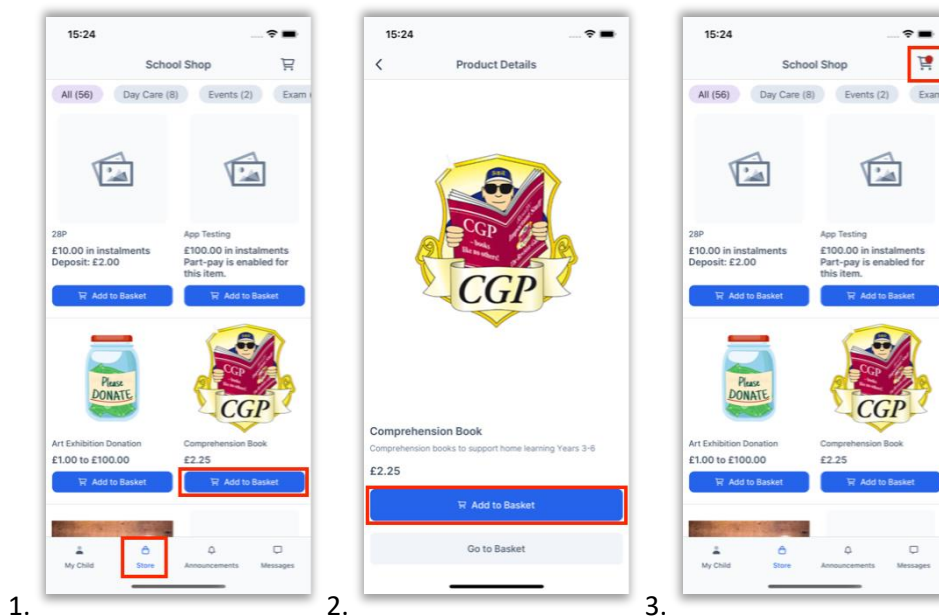 15:24
School Shop
All (56) Day Care (8) Events (2) Exam
28P App Testing
£10.00 in instalments £100.00 in instalments
Deposit: £2.00 Part-pay is enabled for
this item.
Add to Basket Add to Basket
Please
DONATE
CGP
CGP
Art Exhibition Donation Comprehension Book
£1.00 to £100.00 £2.25
Add to Basket Add to Basket
My Child Store Announcements Messages
1.
15:24
Product Details
CGP
- books
like no others!
CGP
Comprehension Book
Comprehension books to support home learning Years 3-6
£2.25
Add to Basket
Go to Basket
2.
15:24
School Shop
All (56) Day Care (8) Events (2) Exam
28P App Testing
£10.00 in instalments £100.00 in instalments
Deposit: £2.00 Part-pay is enabled for
this item.
Add to Basket Add to Basket
Please
DONATE
CGP
CGP
Art Exhibition Donation Comprehension Book
£1.00 to £100.00 £2.25
Add to Basket Add to Basket
My Child Store Announcements Messages
3.